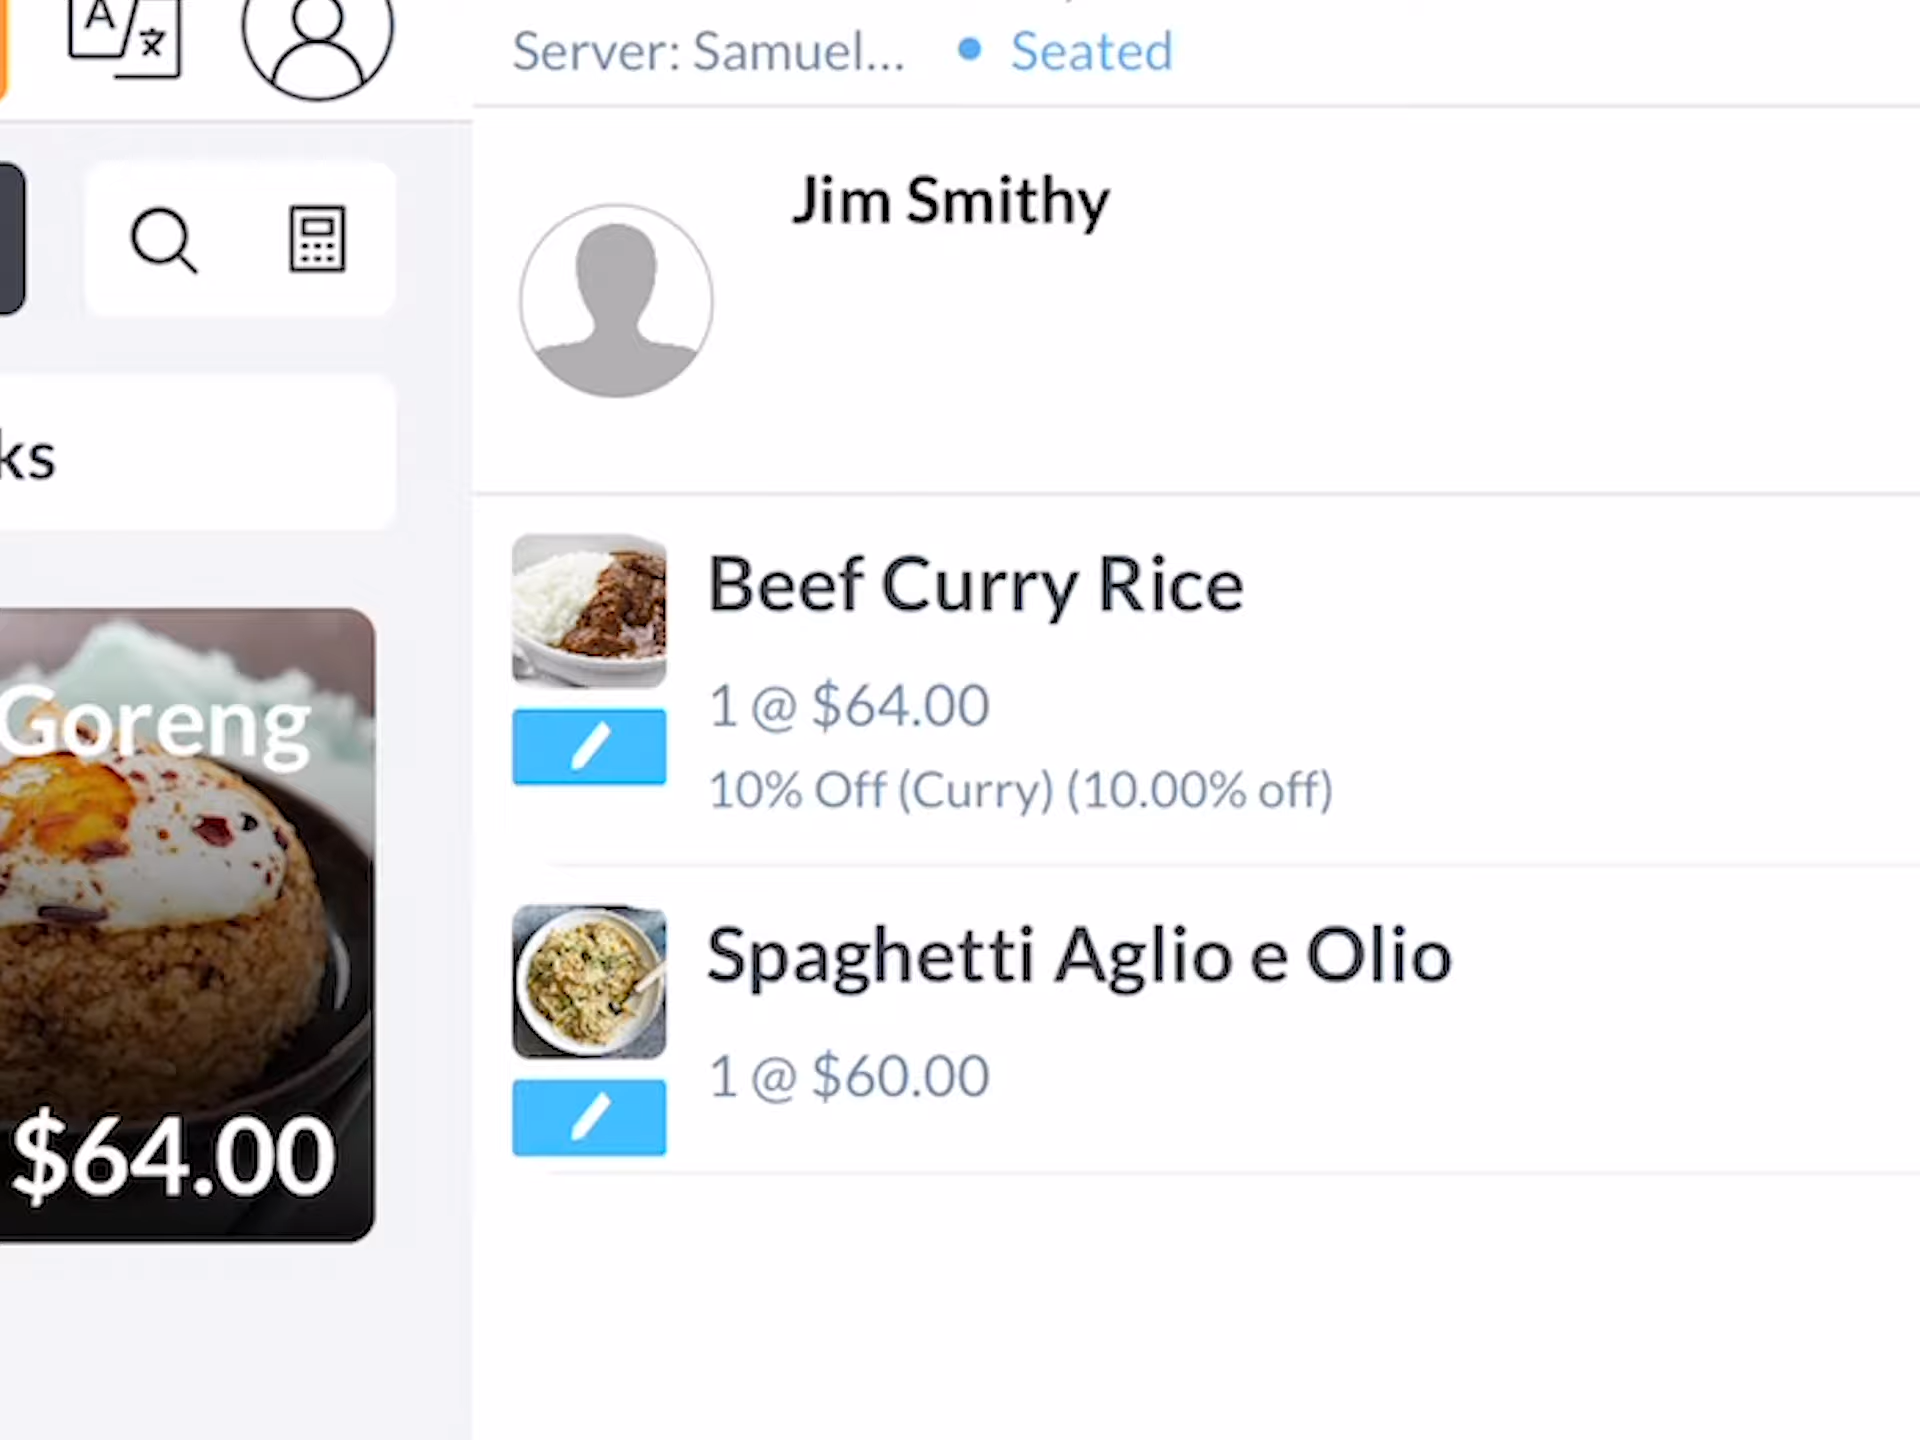 Server: Samuel... • Seated
Jim Smithy
ks
Beef Curry Rice
1 @ $64.00
10% Off (Curry) (10.00% off)
Goreng
$64.00
Spaghetti Aglio e Olio
1 @ $60.00